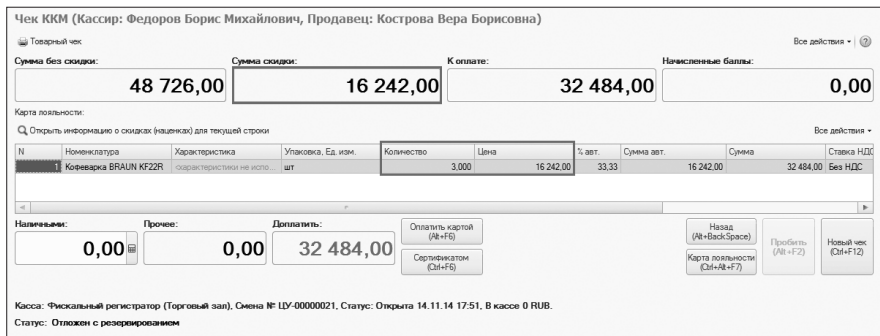 Чек ККМ (Кассир: Федоров Борис Михайлович, Продавец: Кострова Вера Борисовна)
Товарный чек Все действия ?
Сумма без скидки: Сумма скидки: К оплате: Начисленные баллы:
48 726,00 16 242,00 32 484,00 0,00
Карта лояльности:
Открыть информацию о скидках (наценках) для текущей строки Все действия
N Номенклатура Характеристика Упаковка, Ед. изм. Количество Цена % авт. Сумма авт. Сумма Ставка НДС
1 Кофеварка BRAUN KF22R <характеристики не испо... шт 3,000 16 242,00 33,33 16 242,00 32 484,00 Без НДС
Наличными: Прочее: Доплатить:
0,00 0,00 32 484,00
Оплатить картой
(Alt+F6)
Сертификатом
(Ctrl+F6)
Назад
(Alt+BackSpace)
Карта лояльности
(Ctrl+Alt+F7)
Пробить
(Alt+F2)
Новый чек
(Ctrl+F12)
Касса: Фискальный регистратор (Торговый зал), Смена № ЦУ-00000021, Статус: Открыта 14.11.14 17:51, В кассе 0 RUB.
Статус: Отложен с резервированием